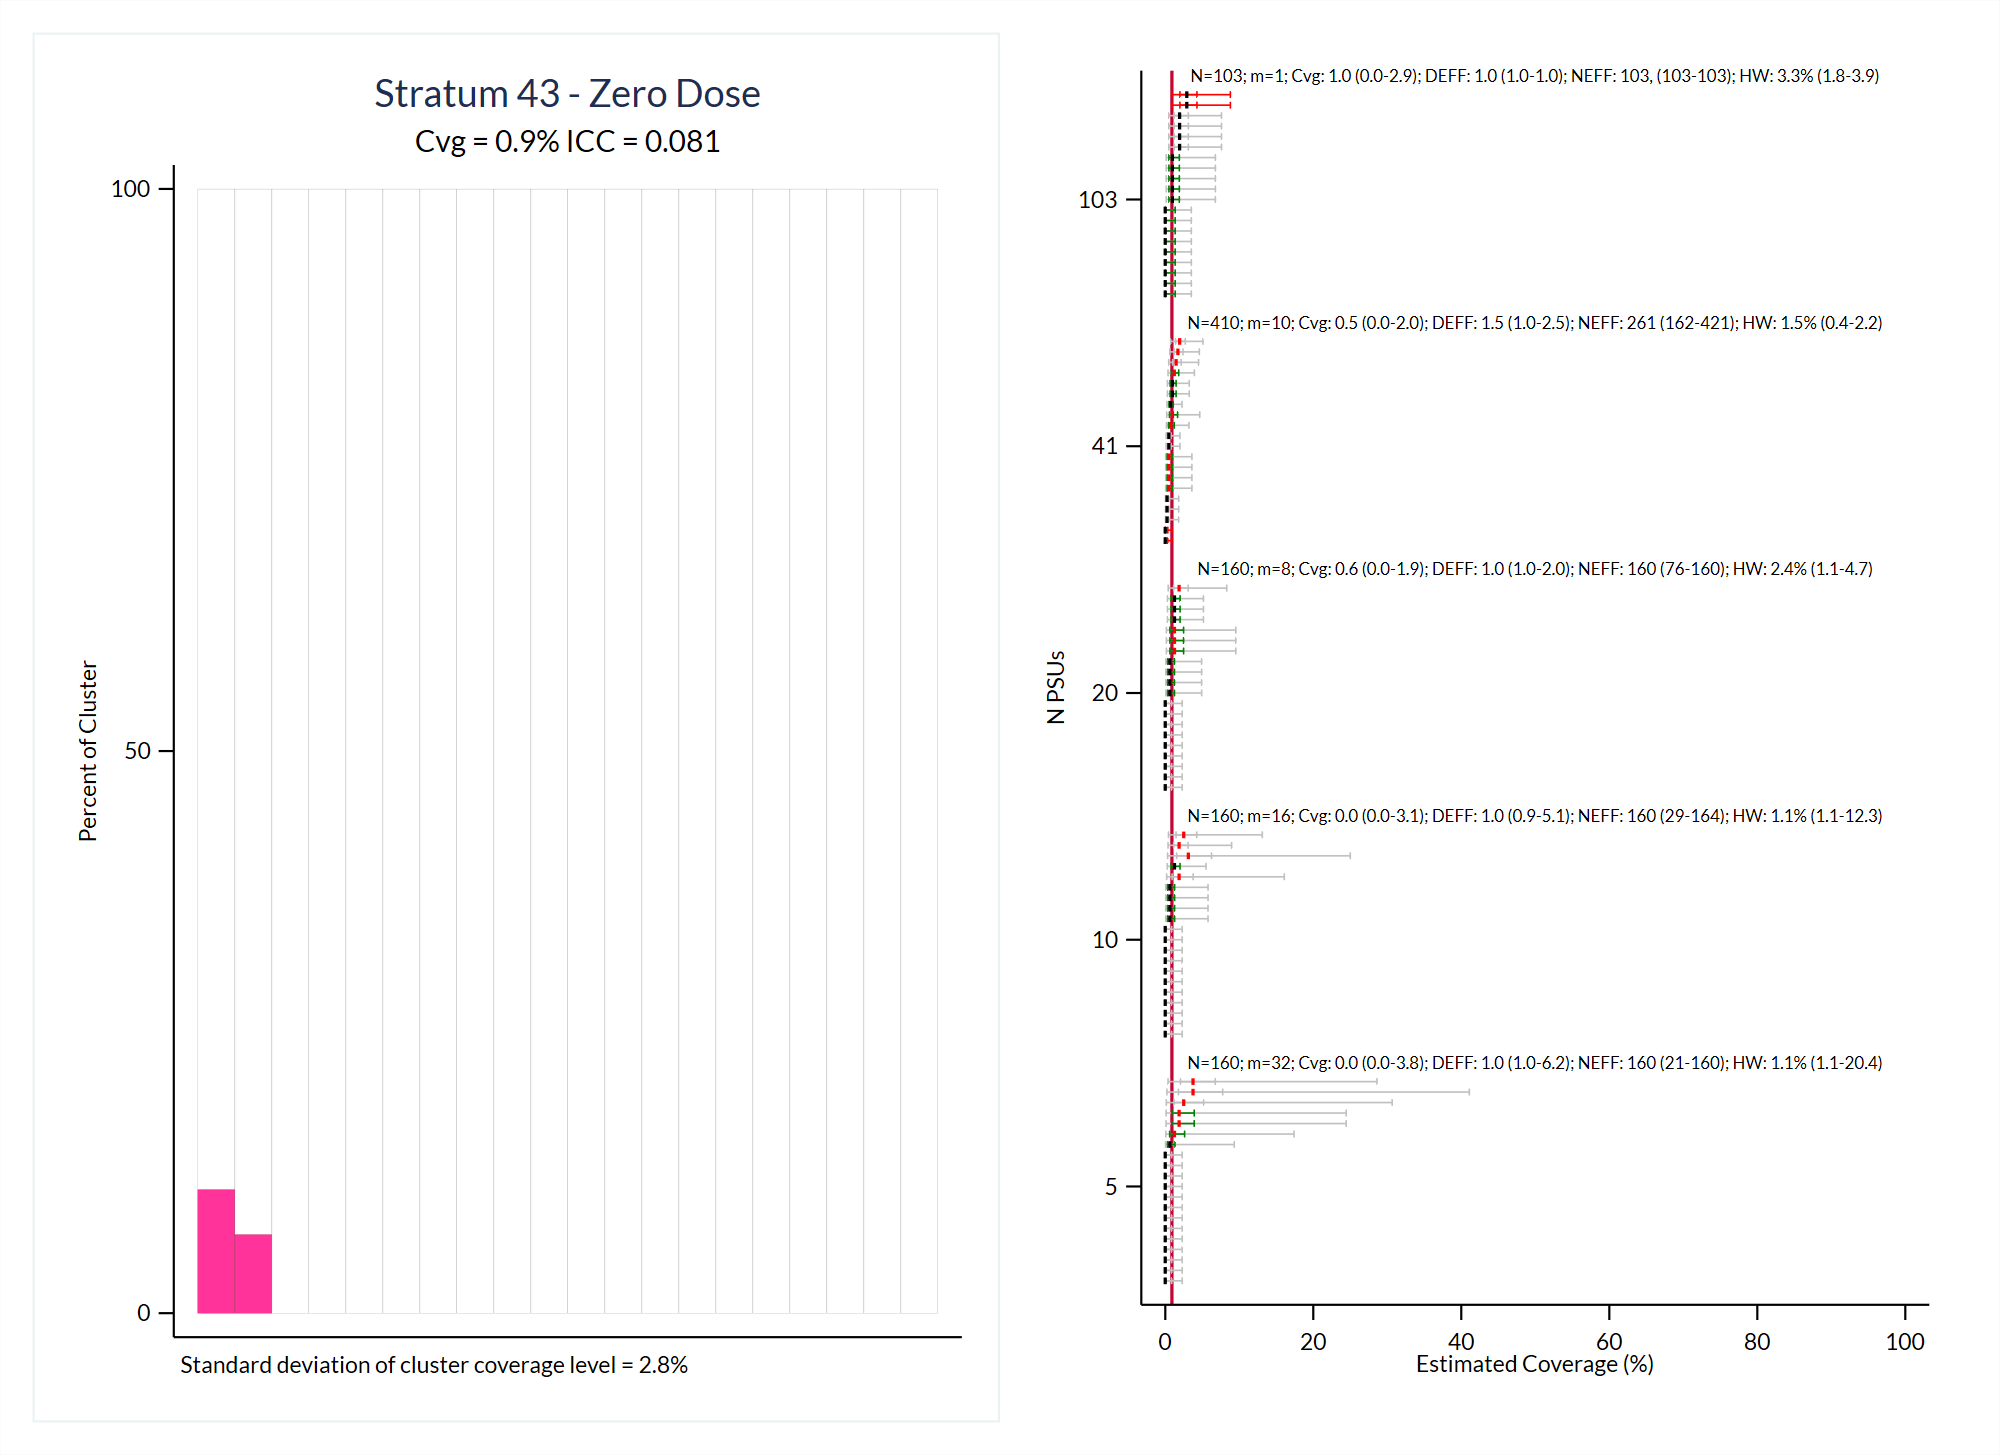 Stratum 43 - Zero Dose
Cvg = 0.9% ICC = 0.081
100
50
0
Percent of Cluster
Standard deviation of cluster coverage level = 2.8%
N=103; m=1; Cvg: 1.0 (0.0-2.9); DEFF: 1.0 (1.0-1.0); NEFF: 103, (103-103); HW: 3.3% (1.8-3.9)
103
N=410; m=10; Cvg: 0.5 (0.0-2.0); DEFF: 1.5 (1.0-2.5); NEFF: 261 (162-421); HW: 1.5% (0.4-2.2)
41
N=160; m=8; Cvg: 0.6 (0.0-1.9); DEFF: 1.0 (1.0-2.0); NEFF: 160 (76-160); HW: 2.4% (1.1-4.7)
20
N PSUs
N=160; m=16; Cvg: 0.0 (0.0-3.1); DEFF: 1.0 (0.9-5.1); NEFF: 160 (29-164); HW: 1.1% (1.1-12.3)
10
N=160; m=32; Cvg: 0.0 (0.0-3.8); DEFF: 1.0 (1.0-6.2); NEFF: 160 (21-160); HW: 1.1% (1.1-20.4)
5
0 20 40 60 80 100
Estimated Coverage (%)